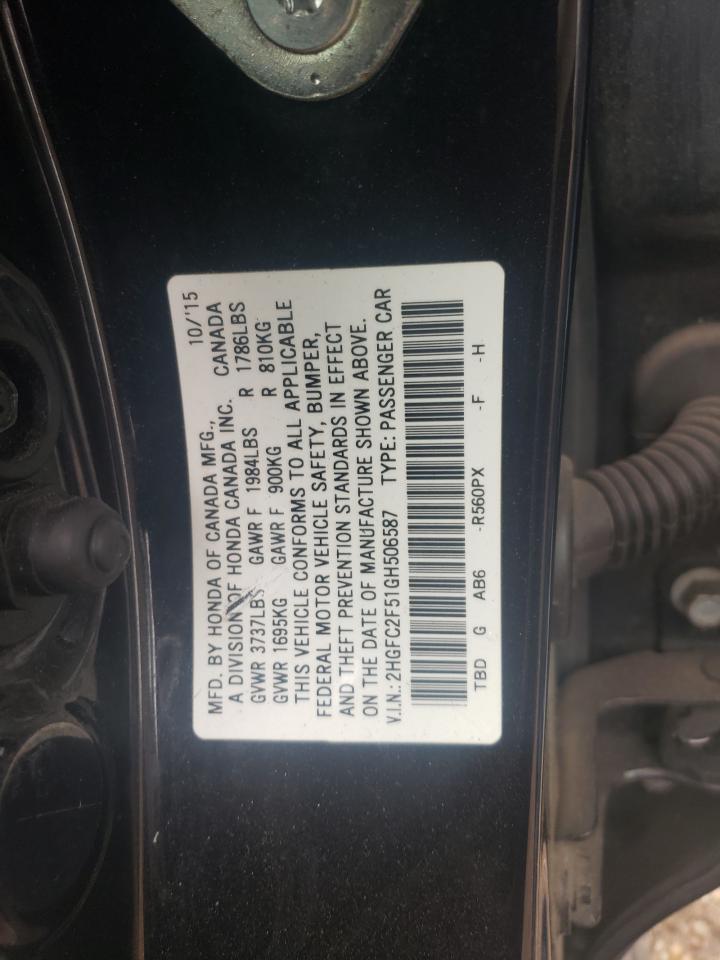 MFD. BY HONDA OF CANADA MFG., 10/'15
A DIVISION OF HONDA CANADA INC. CANADA
GVWR 3737LBS GAWR F 1984LBS R 1786LBS
GVWR 1695KG GAWR F 900KG R 810KG
THIS VEHICLE CONFORMS TO ALL APPLICABLE
FEDERAL MOTOR VEHICLE SAFETY, BUMPER,
AND THEFT PREVENTION STANDARDS IN EFFECT
ON THE DATE OF MANUFACTURE SHOWN ABOVE.
V.I.N.: 2HGFC2F51GH506587 TYPE: PASSENGER CAR
TBD G AB6 -R560PX -F -H